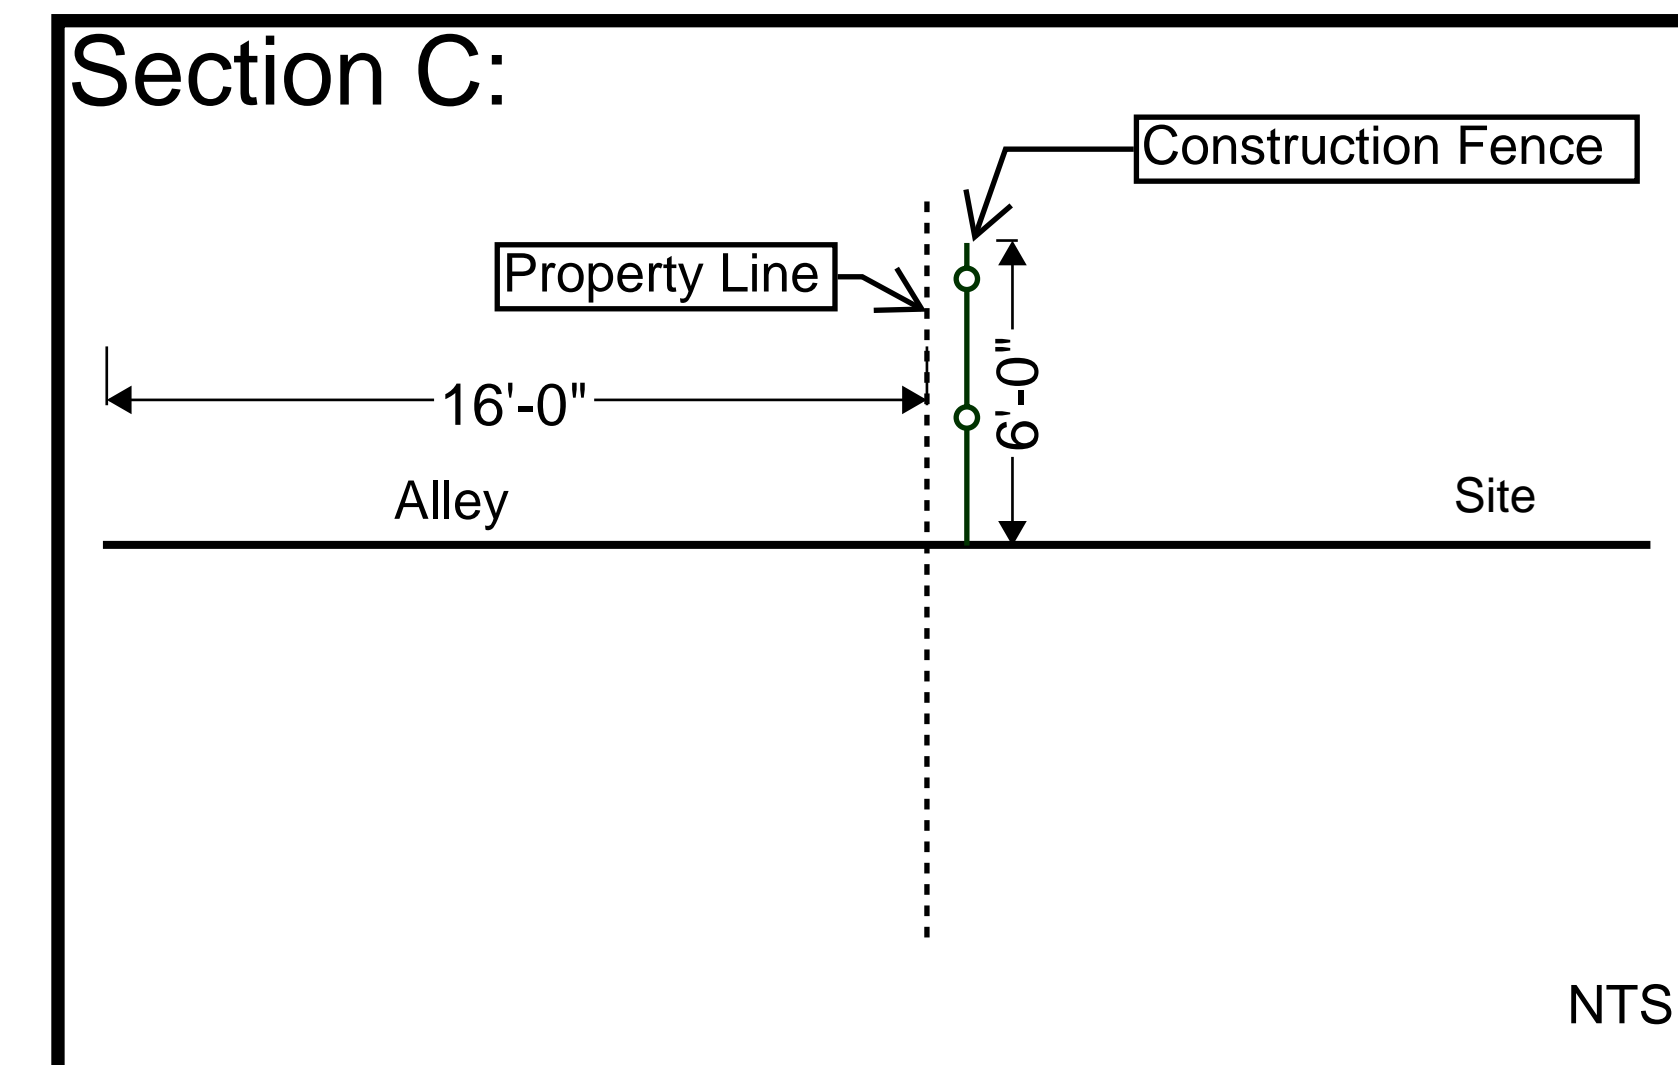 Section C:
Construction Fence
Property Line
16'-0"
6'-0"
Alley
Site
NTS